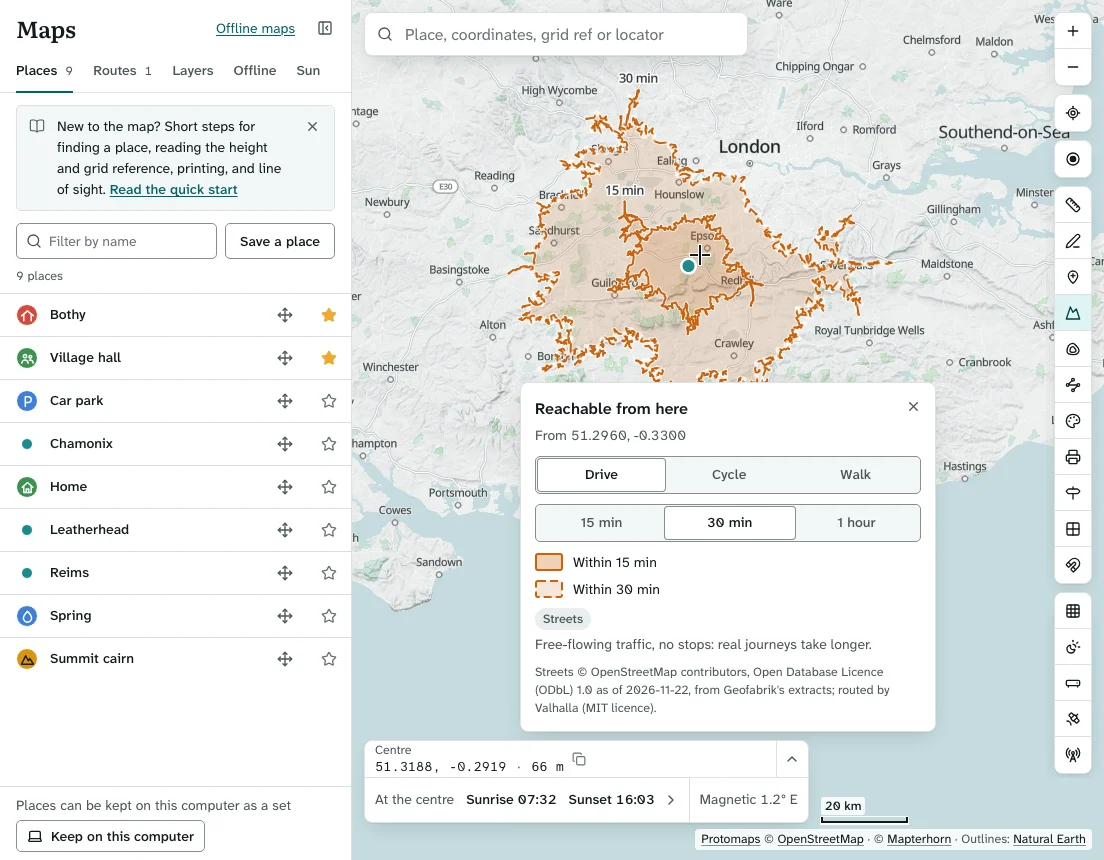 Maps
Offline maps
Places 9
Routes 1
Layers
Offline
Sun
New to the map? Short steps for
finding a place, reading the height
and grid reference, printing, and line
of sight. Read the quick start
Filter by name
Save a place
9 places
Bothy
Village hall
Car park
Chamonix
Home
Leatherhead
Reims
Spring
Summit cairn
Places can be kept on this computer as a set
Keep on this computer
Place, coordinates, grid ref or locator
Ware
Chelmsford
Maldon
Chipping Ongar
30 min
High Wycombe
Ilford
Romford
London
Southend-on-Sea
Ealing
Grays
Reading
E30
15 min
Hounslow
Newbury
Gillingham
Sandhurst
Maidstone
Basingstoke
Alton
Royal Tunbridge Wells
Crawley
Winchester
Cranbrook
Hastings
Portsmouth
Cowes
Sandown
Reachable from here
From 51.2960, -0.3300
Drive
Cycle
Walk
15 min
30 min
1 hour
Within 15 min
Within 30 min
Streets
Free-flowing traffic, no stops: real journeys take longer.
Streets © OpenStreetMap contributors, Open Database Licence
(ODbL) 1.0 as of 2026-11-22, from Geofabrik's extracts; routed by
Valhalla (MIT licence).
Centre
51.3188, -0.2919 · 66 m
At the centre Sunrise 07:32 Sunset 16:03
Magnetic 1.2° E
20 km
Protomaps © OpenStreetMap · © Mapterhorn · Outlines: Natural Earth